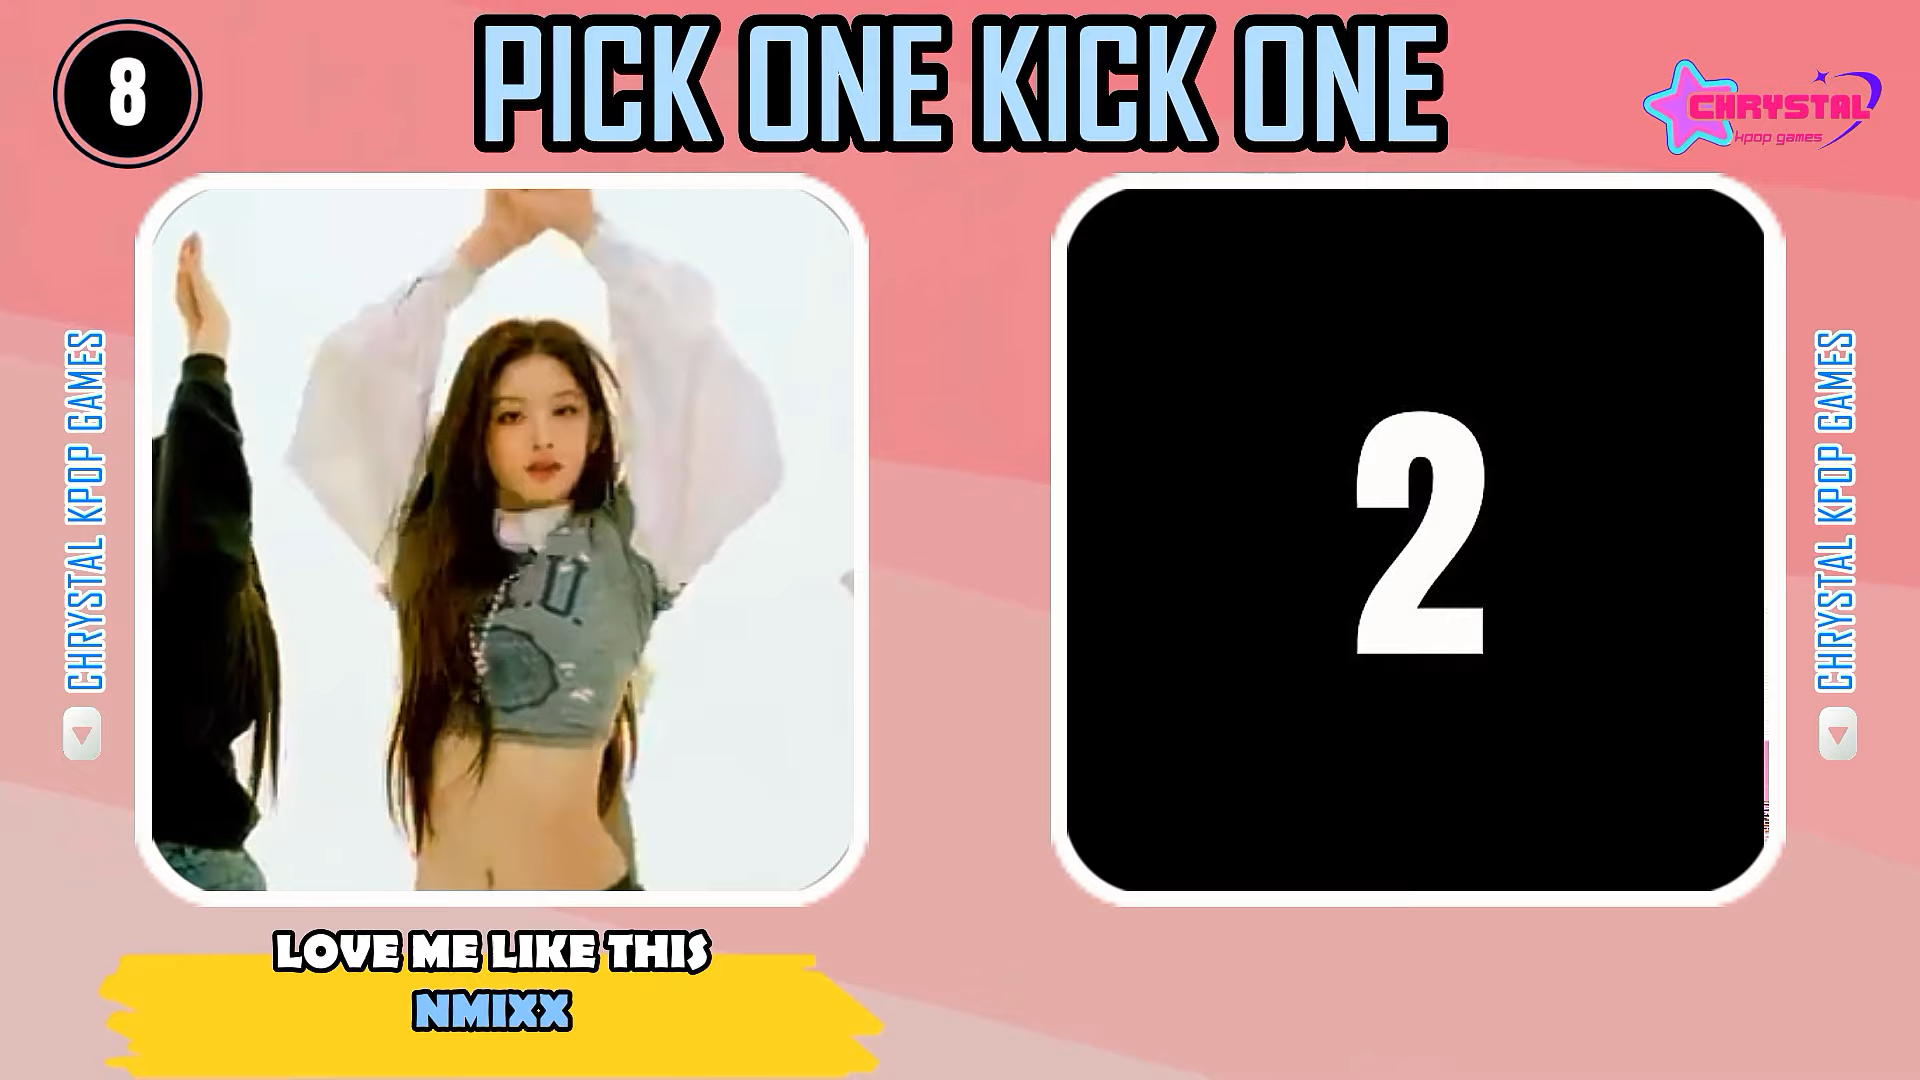 8
PICK ONE KICK ONE
CHRYSTAL
kpop games
CHRYSTAL KPOP GAMES
2
CHRYSTAL KPOP GAMES
LOVE ME LIKE THIS
NMIXX